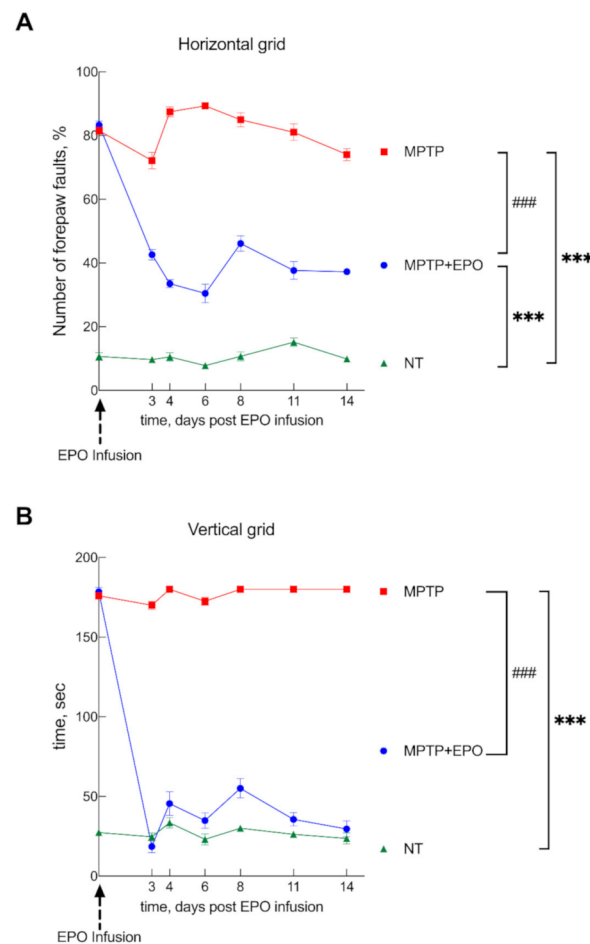 A
Horizontal grid
Number of forepaw faults, %
100
80
60
40
20
0
3 4 6 8 11 14
time, days post EPO infusion
EPO Infusion
MPTP
MPTP+EPO
NT
###
***
***
B
Vertical grid
time, sec
200
150
100
50
0
3 4 6 8 11 14
time, days post EPO infusion
EPO Infusion
MPTP
MPTP+EPO
NT
###
***